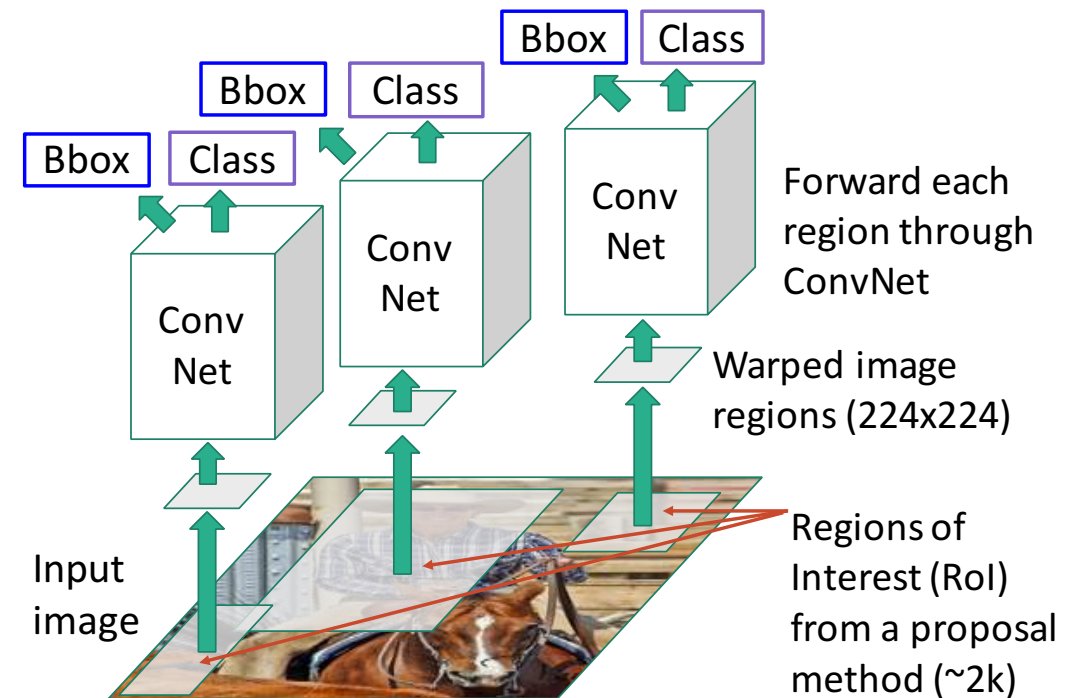 Bbox
Class
Bbox
Class
Bbox
Class
Conv
Net
Conv
Net
Conv
Net
Forward each
region through
ConvNet
Warped image
regions (224x224)
Input
image
Regions of
Interest (RoI)
from a proposal
method (~2k)